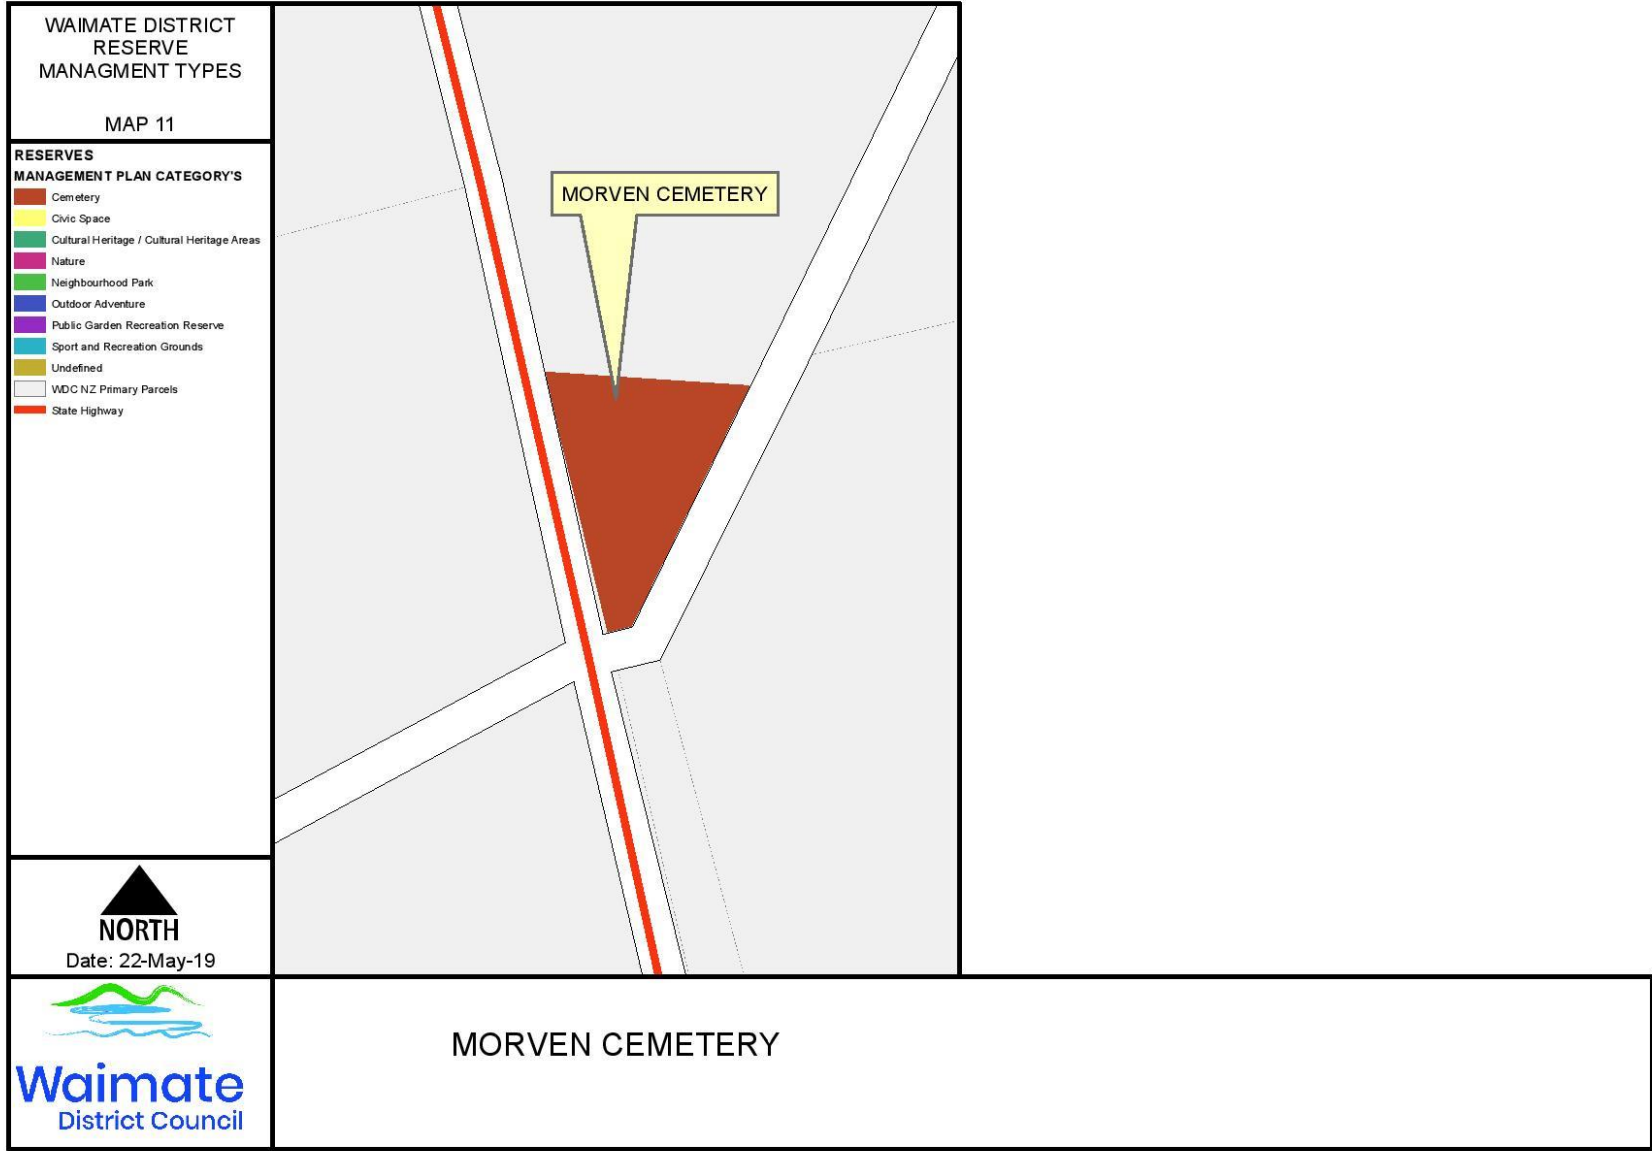 WAIMATE DISTRICT
RESERVE
MANAGMENT TYPES
MAP 11
RESERVES
MANAGEMENT PLAN CATEGORY'S
Cemetery
Civic Space
Cultural Heritage / Cultural Heritage Areas
Nature
Neighbourhood Park
Outdoor Adventure
Public Garden Recreation Reserve
Sport and Recreation Grounds
Undefined
WDC NZ Primary Parcels
State Highway
MORVEN CEMETERY
NORTH
Date: 22-May-19
Waimate
District Council
MORVEN CEMETERY